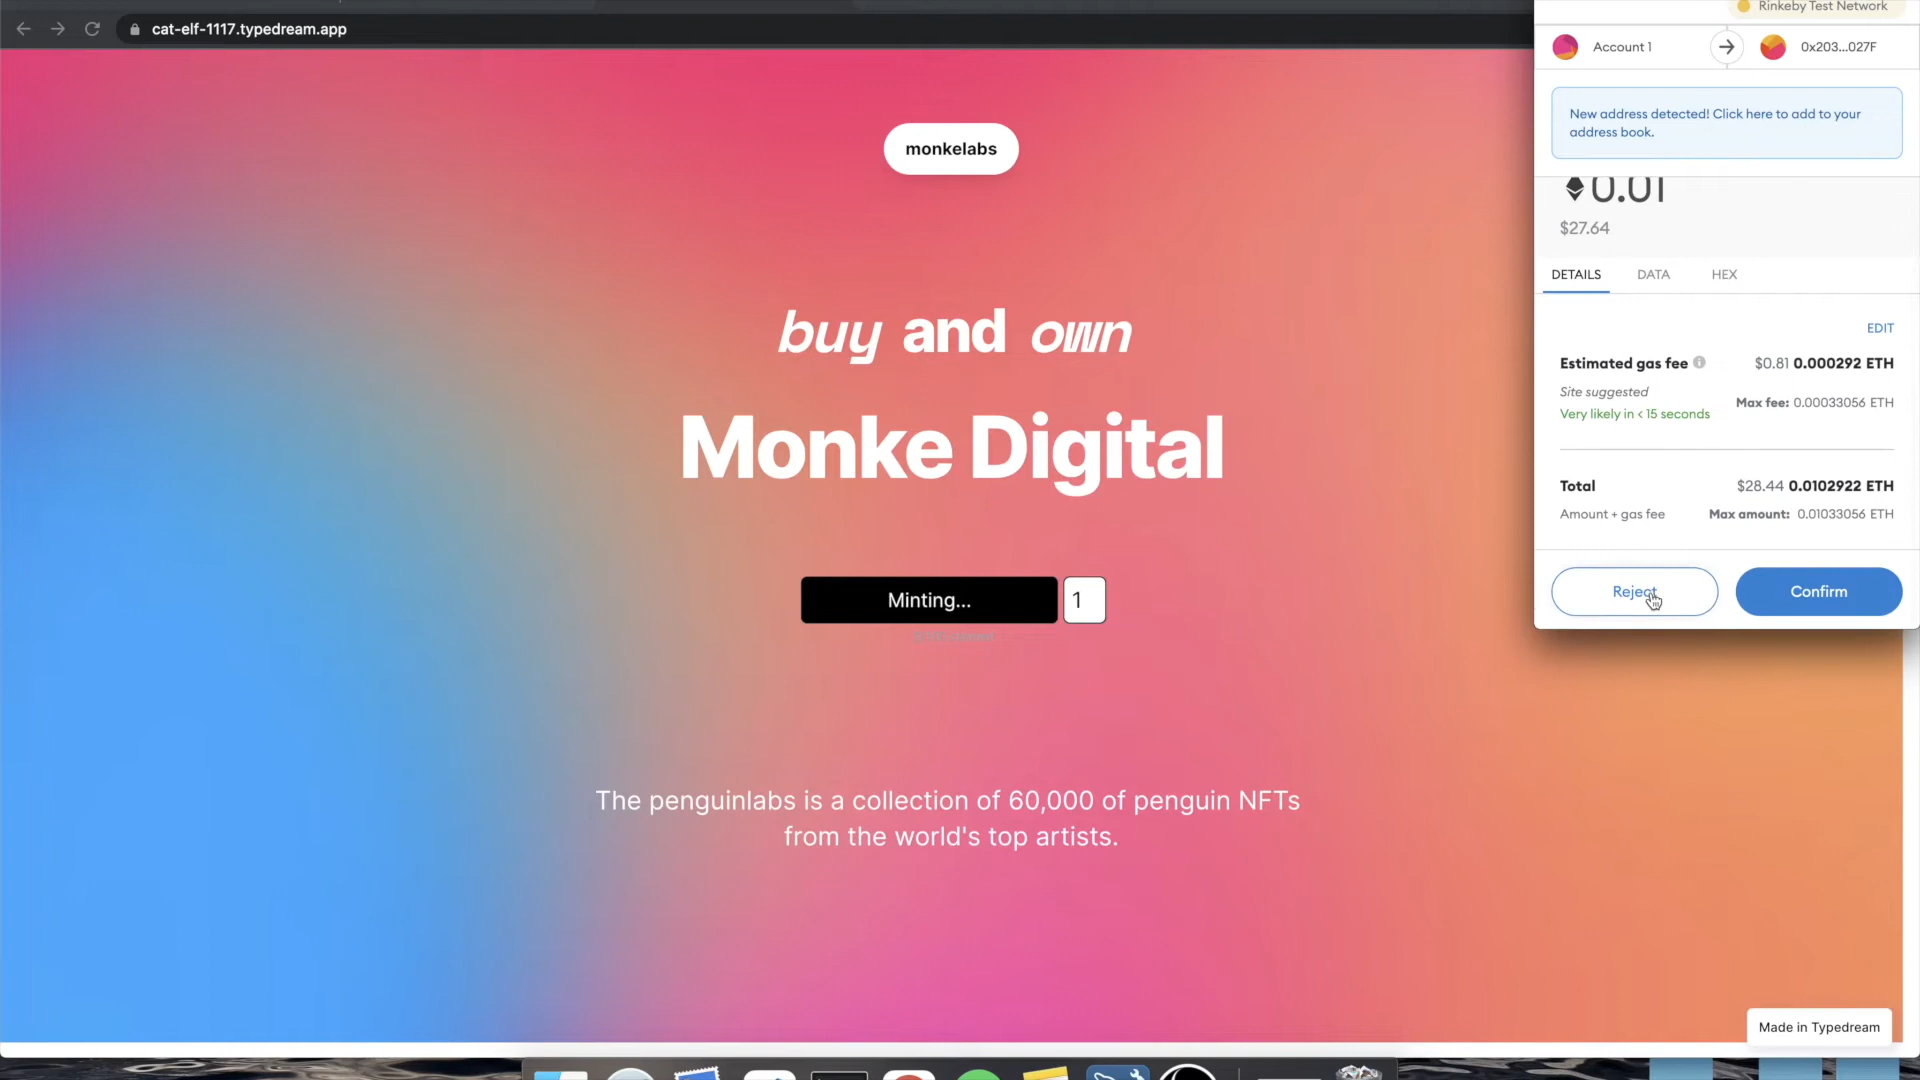 cat-elf-1117.typedream.app
Rinkeby Test Network
Account 1
0x203...027F
New address detected! Click here to add to your
address book.
0.01
$27.64
DETAILS DATA HEX
EDIT
Estimated gas fee $0.81 0.000292 ETH
Site suggested
Very likely in < 15 seconds
Max fee: 0.00033056 ETH
Total $28.44 0.0102922 ETH
Amount + gas fee Max amount: 0.01033056 ETH
Reject Confirm
monkelabs
buy and own
Monke Digital
Minting... 1
The penguinlabs is a collection of 60,000 of penguin NFTs
from the world's top artists.
Made in Typedream